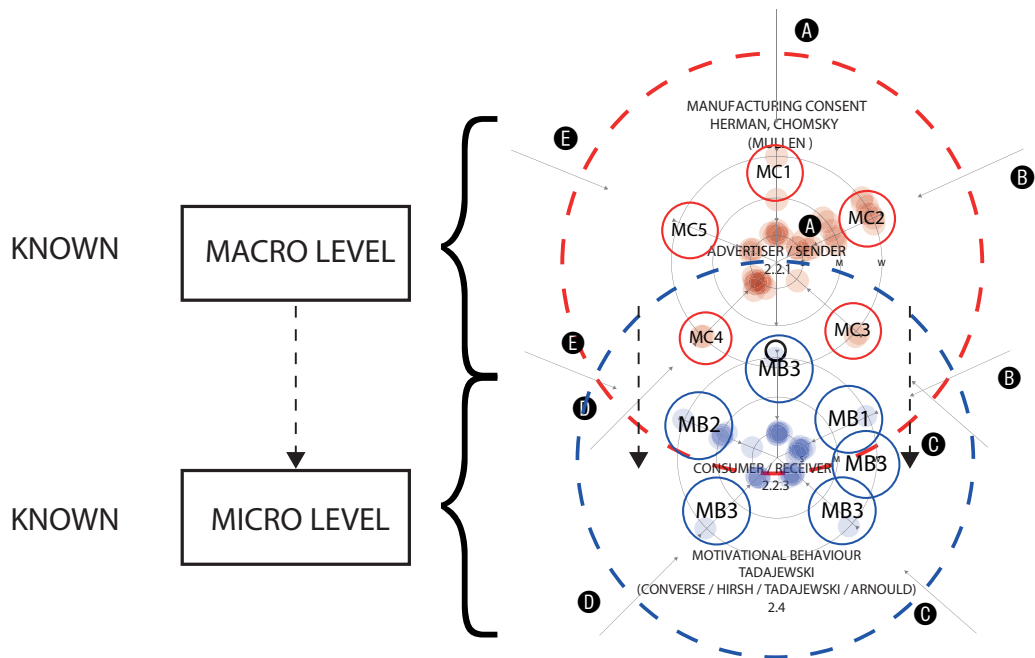 A
MANUFACTURING CONSENT
HERMAN, CHOMSKY
(MULLEN )
E
B
MC1
MC2
MC5
A
KNOWN
MACRO LEVEL
ADVERTISER / SENDER
M
W
2.2.1
MC4
MC3
E
MB3
B
D
MB2
MB1
C
S
M
MB3
CONSUMER / RECEIVER
2.2.3
KNOWN
MICRO LEVEL
MB3
MB3
MOTIVATIONAL BEHAVIOUR
TADAJEWSKI
(CONVERSE / HIRSH / TADAJEWSKI / ARNOULD)
2.4
D
C